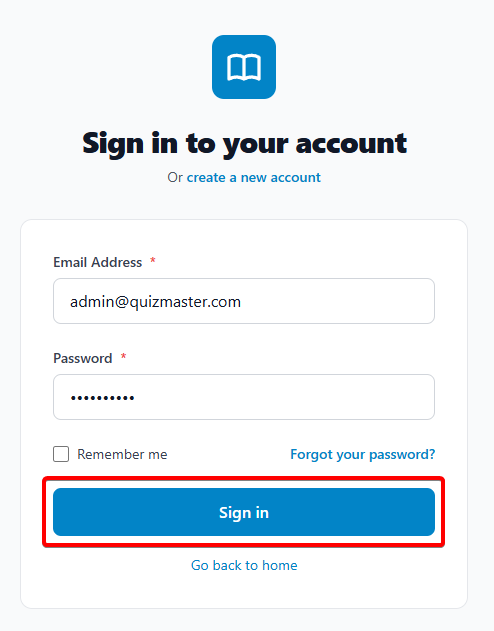 Sign in to your account
Or create a new account
Email Address *
admin@quizmaster.com
Password *
••••••••••
Remember me Forgot your password?
Sign in
Go back to home